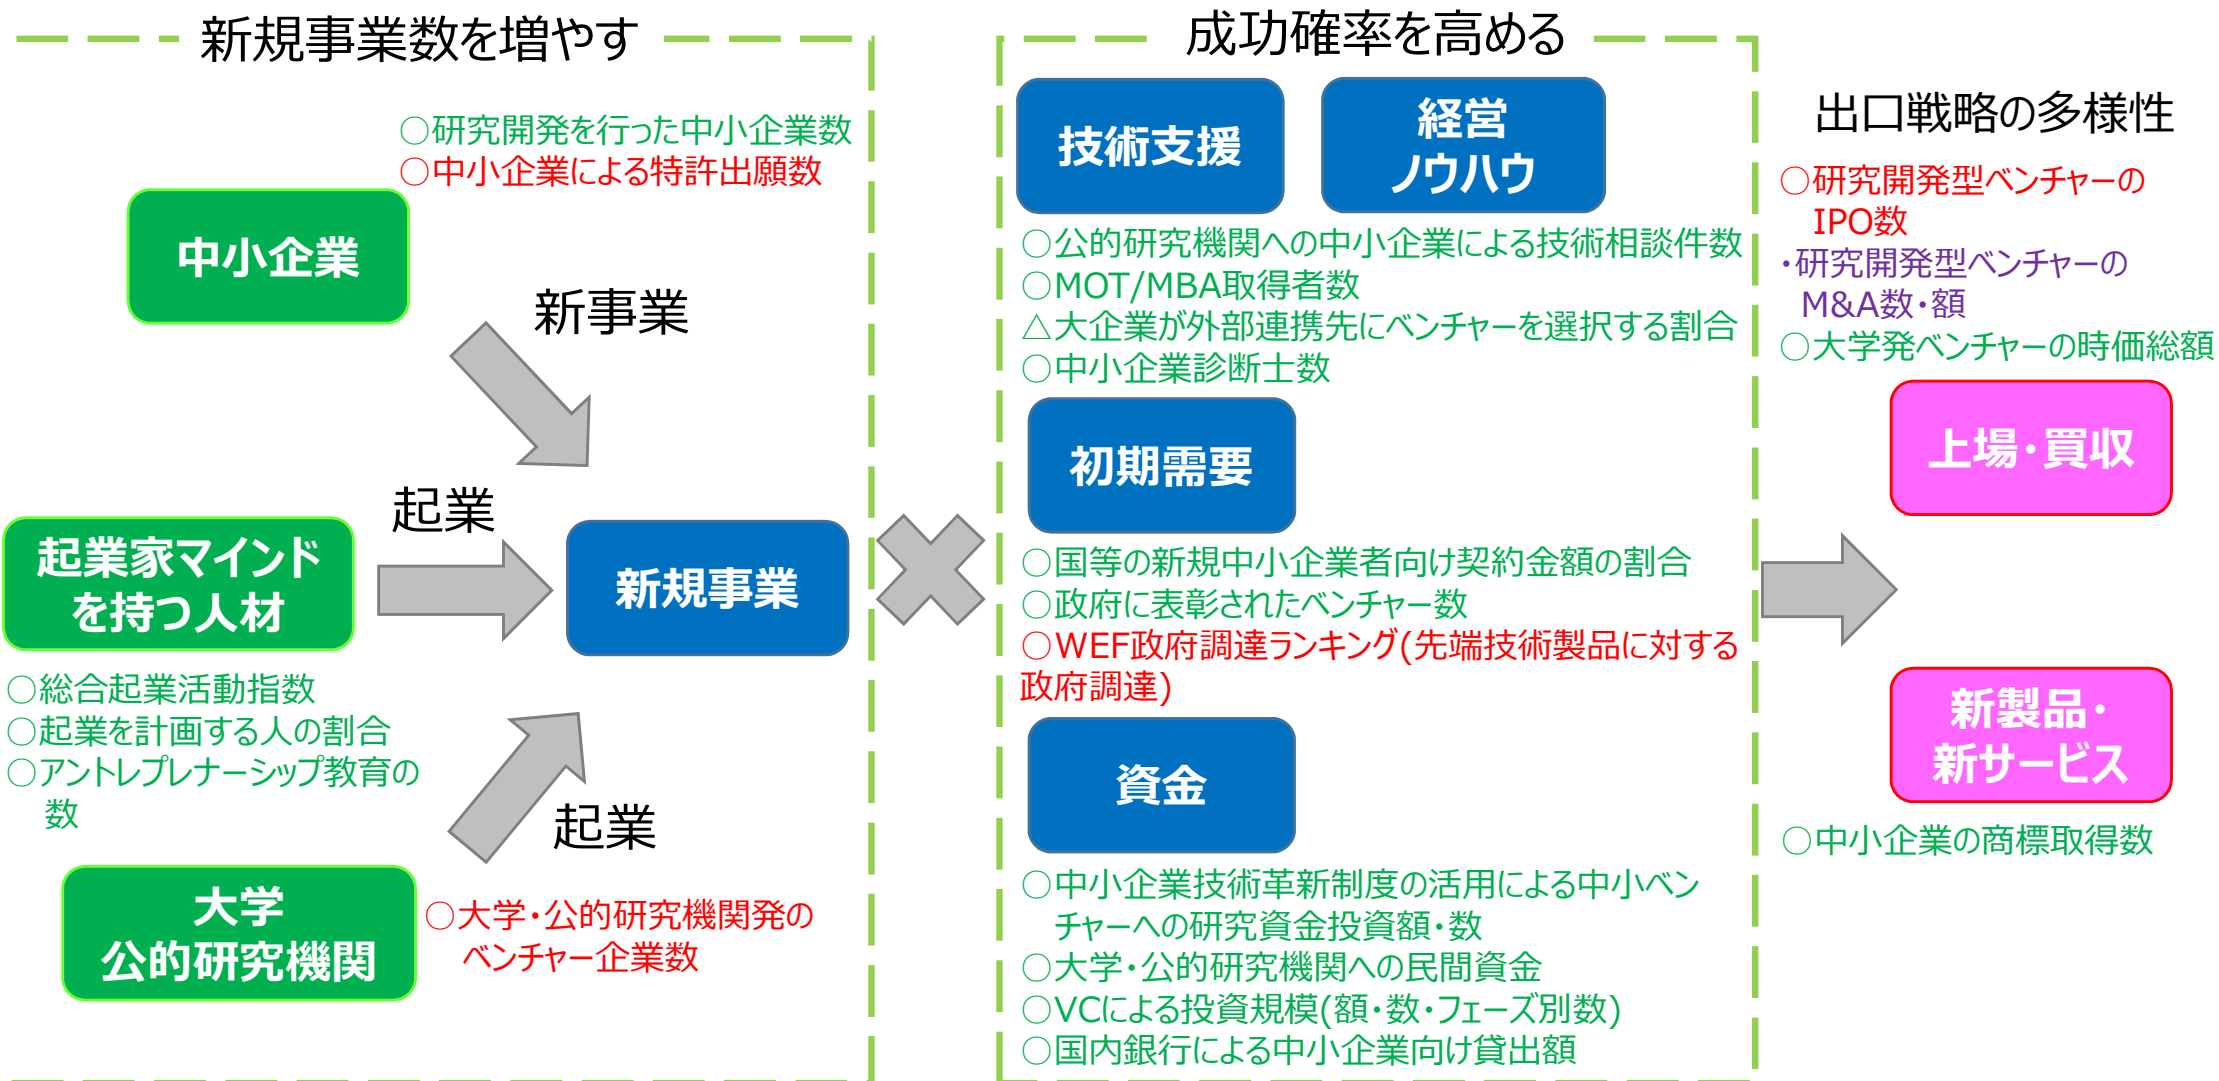 新規事業数を増やす
○研究開発を行った中小企業数
○中小企業による特許出願数
中小企業
新事業
起業
起業家マインド
を持つ人材
新規事業
○総合起業活動指数
○起業を計画する人の割合
○アントレプレナーシップ教育の
数
起業
大学
公的研究機関
○大学・公的研究機関発の
ベンチャー企業数
成功確率を高める
技術支援
経営
ノウハウ
○公的研究機関への中小企業による技術相談件数
○MOT/MBA取得者数
△大企業が外部連携先にベンチャーを選択する割合
○中小企業診断士数
初期需要
○国等の新規中小企業者向け契約金額の割合
○政府に表彰されたベンチャー数
○WEF政府調達ランキング(先端技術製品に対する
政府調達)
資金
○中小企業技術革新制度の活用による中小ベン
チャーへの研究資金投資額・数
○大学・公的研究機関への民間資金
○VCによる投資規模(額・数・フェーズ別数)
○国内銀行による中小企業向け貸出額
出口戦略の多様性
○研究開発型ベンチャーの
IPO数
・研究開発型ベンチャーの
M&A数・額
○大学発ベンチャーの時価総額
上場・買収
新製品・
新サービス
○中小企業の商標取得数